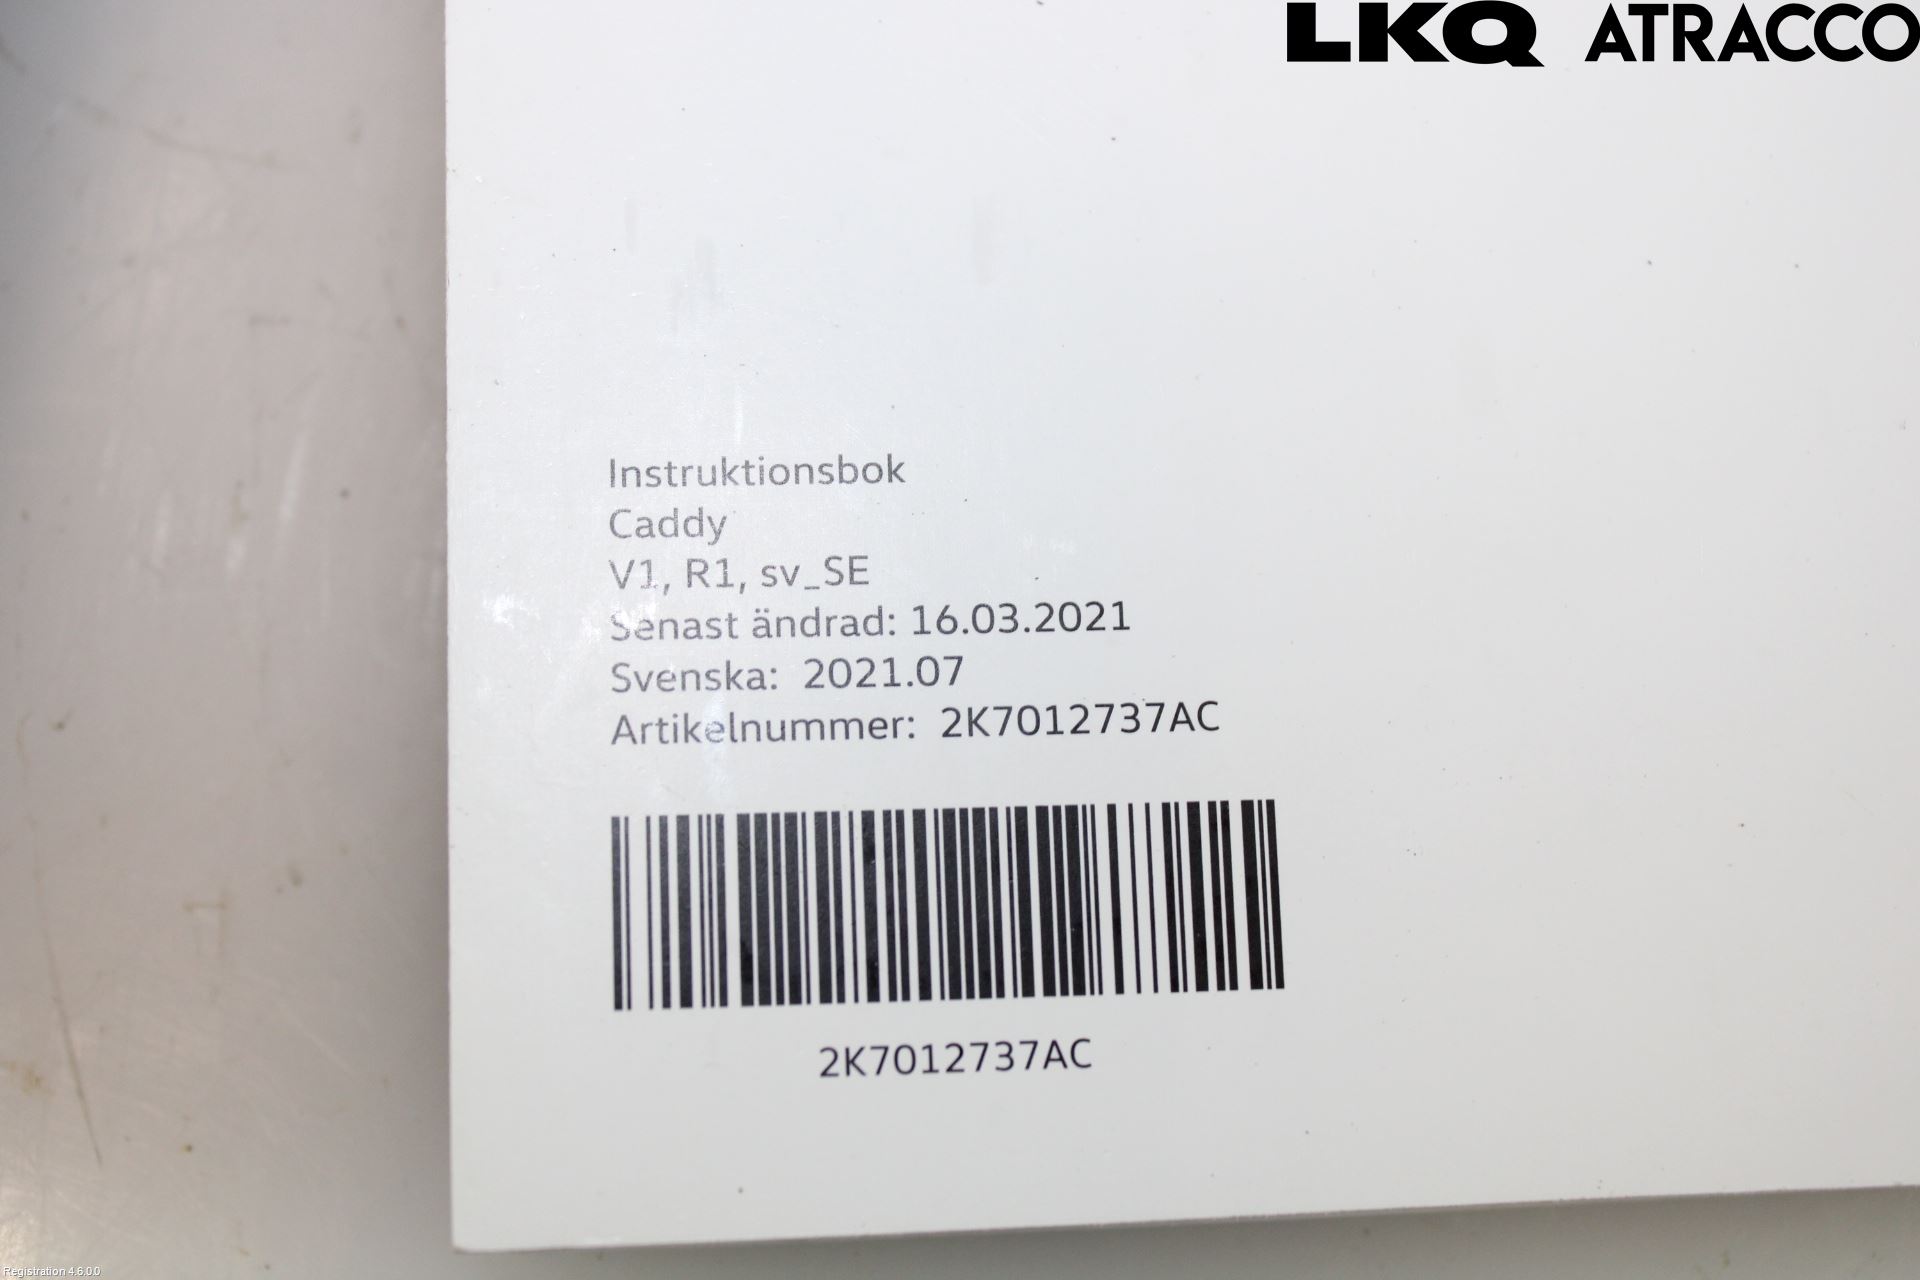 LKQ ATRACCO
Instruktionsbok
Caddy
V1, R1, sv_SE
Senast ändrad: 16.03.2021
Svenska: 2021.07
Artikelnummer: 2K7012737AC
2K7012737AC
Registration 4.6.0.0